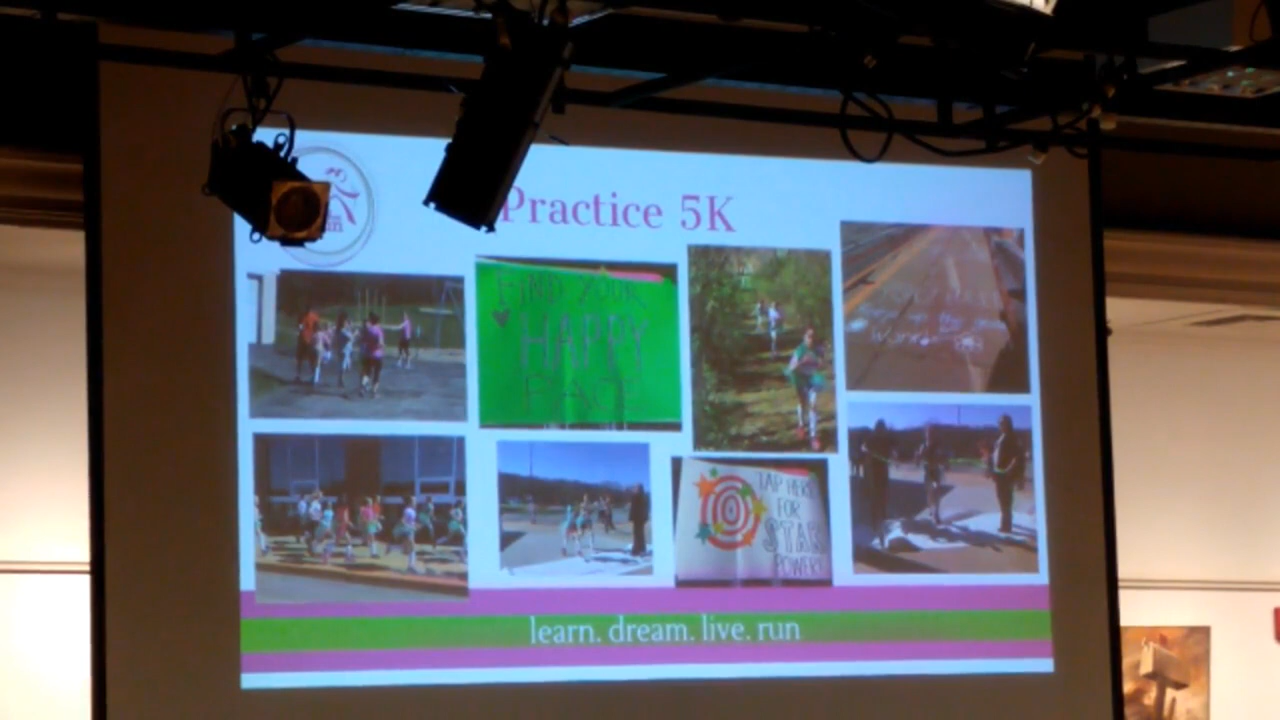 Practice 5K
FIND YOUR
HAPPY
PACE
TAP HERE
FOR
STAR
POWER!
learn. dream. live. run